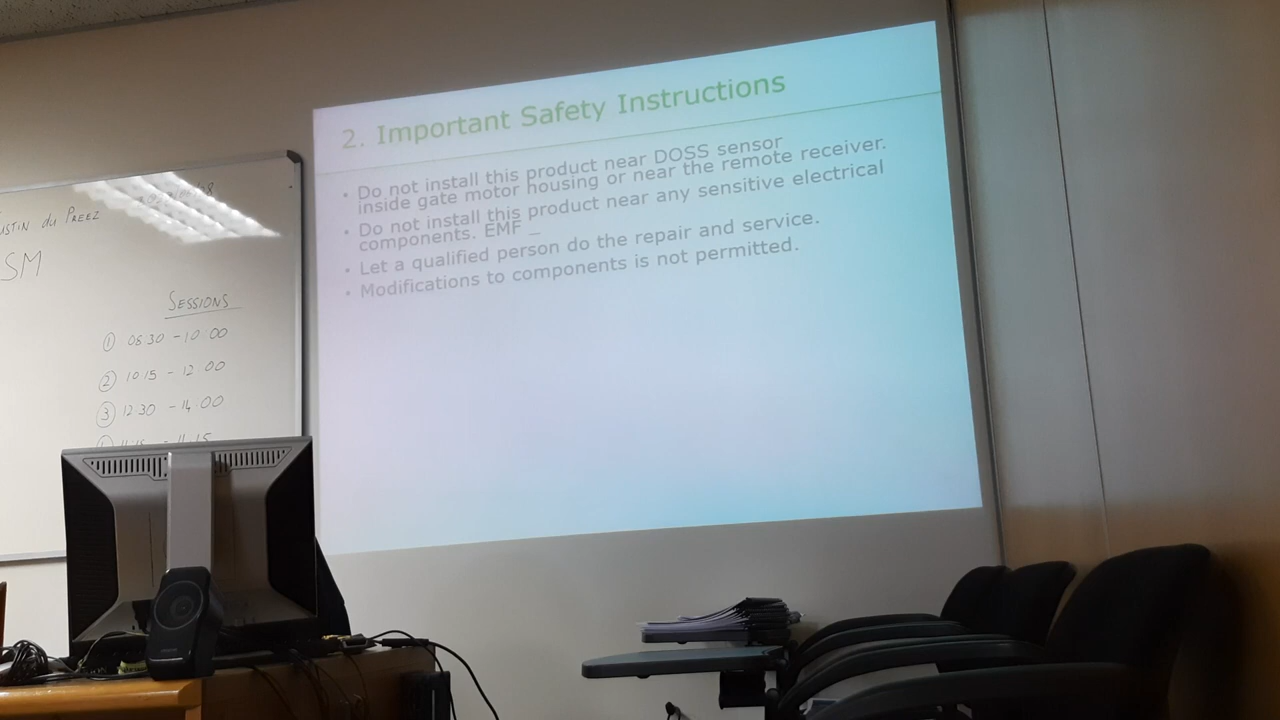 2. Important Safety Instructions
• Do not install this product near DOSS sensor
inside gate motor housing or near the remote receiver.
• Do not install this product near any sensitive electrical
components. EMF _
• Let a qualified person do the repair and service.
• Modifications to components is not permitted.
du PREEZ
SM
SESSIONS
① 08 30 - 10 00
② 10 15 - 12 00
③ 12 30 - 14 00